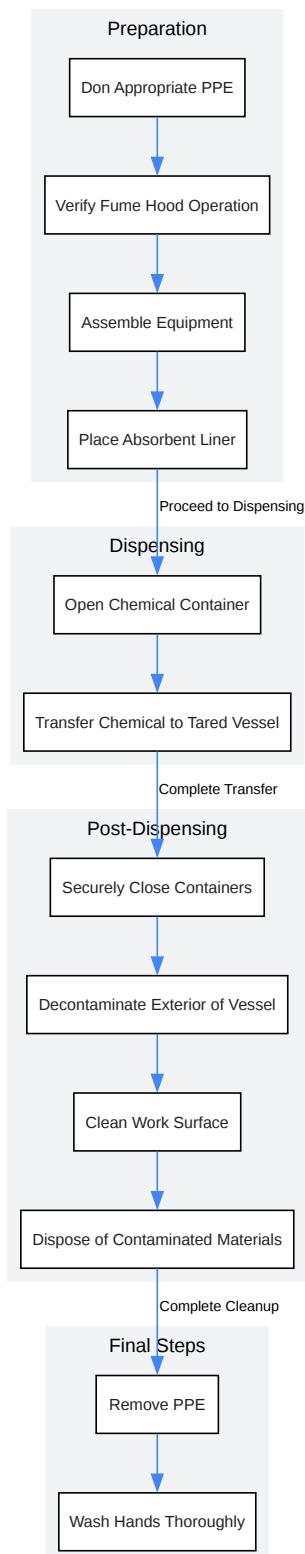 Preparation
Don Appropriate PPE
Verify Fume Hood Operation
Assemble Equipment
Place Absorbent Liner
Proceed to Dispensing
Dispensing
Open Chemical Container
Transfer Chemical to Tared Vessel
Complete Transfer
Post-Dispensing
Securely Close Containers
Decontaminate Exterior of Vessel
Clean Work Surface
Dispose of Contaminated Materials
Complete Cleanup
Final Steps
Remove PPE
Wash Hands Thoroughly